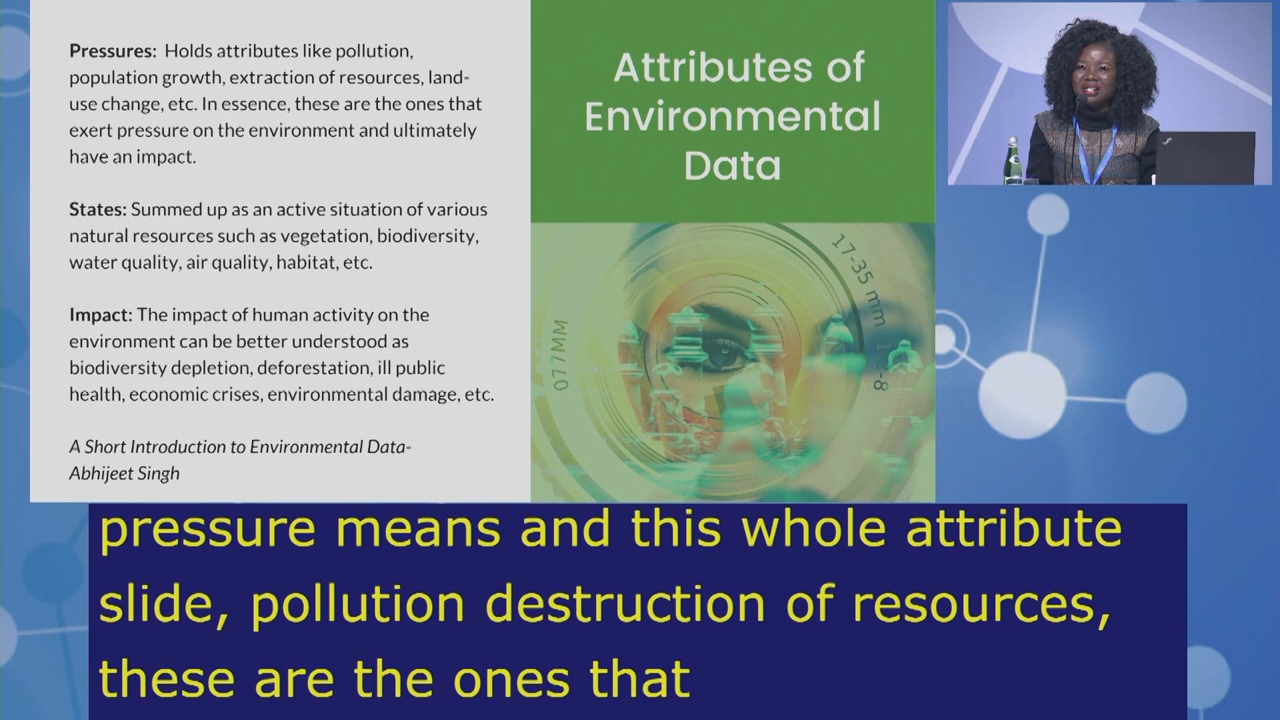 Pressures: Holds attributes like pollution,
population growth, extraction of resources, land-
use change, etc. In essence, these are the ones that
exert pressure on the environment and ultimately
have an impact.
States: Summed up as an active situation of various
natural resources such as vegetation, biodiversity,
water quality, air quality, habitat, etc.
Impact: The impact of human activity on the
environment can be better understood as
biodiversity depletion, deforestation, ill public
health, economic crises, environmental damage, etc.
A Short Introduction to Environmental Data-
Abhijeet Singh
Attributes of
Environmental
Data
17-35 mm
077MM
pressure means and this whole attribute
slide, pollution destruction of resources,
these are the ones that